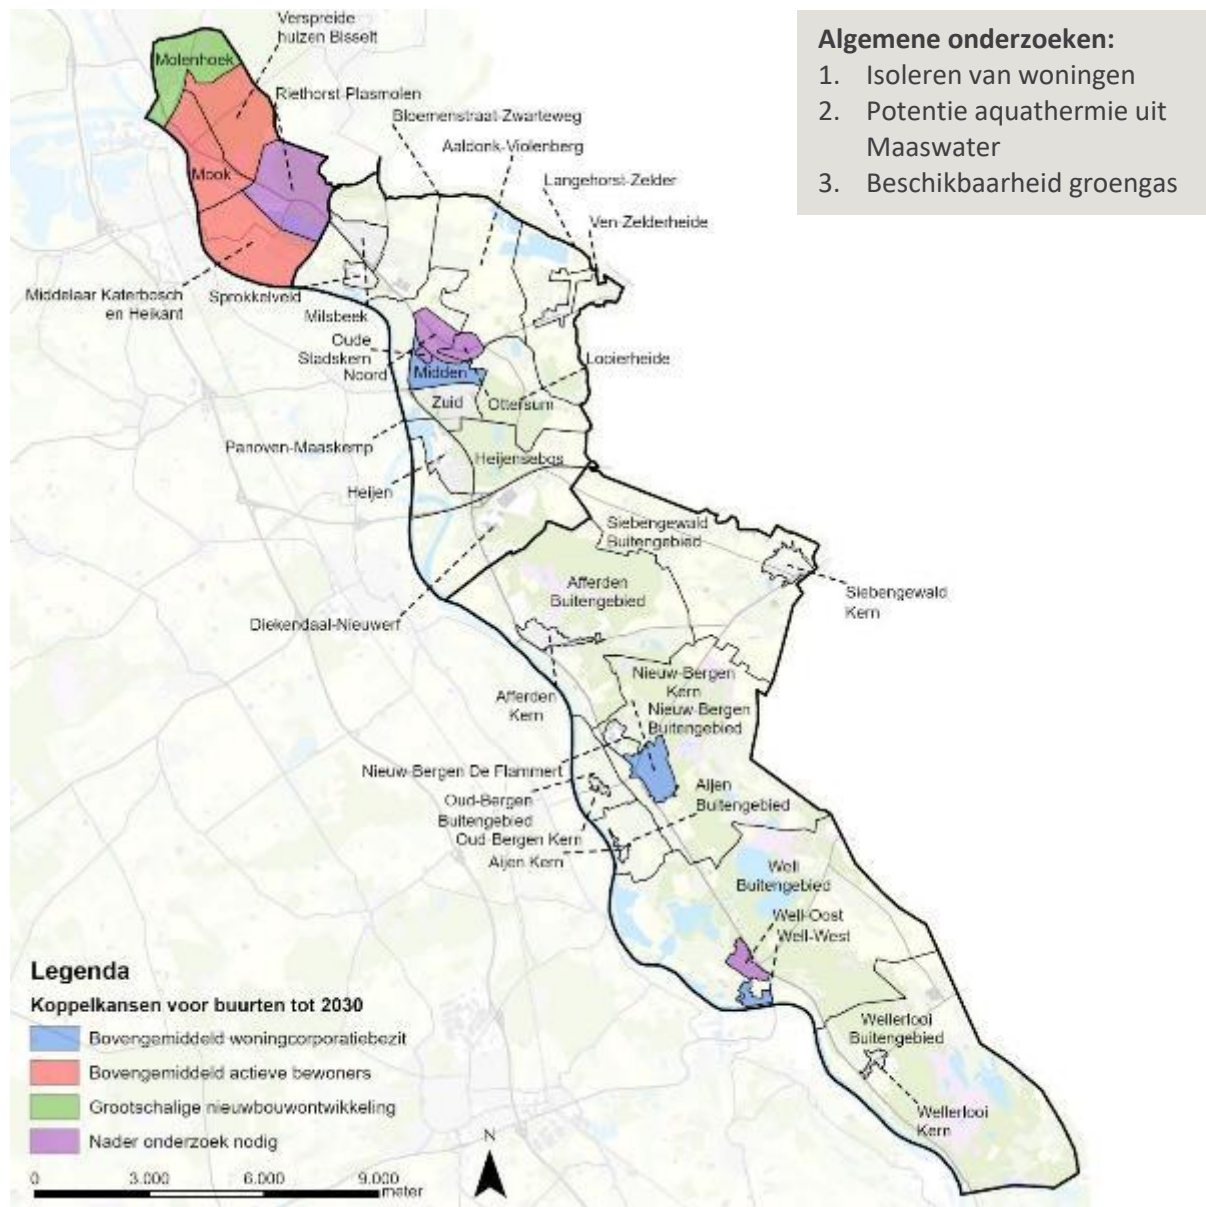 Verspreide
huizen Bisselt
Molenhoek
Riethorst-Plasmolen
Bloemenstraat-Zwarteweg
Aaldonk-Violenberg
Mook
Langehorst-Zelder
Ven-Zelderheide
Middelaar Katerbosch
en Heikant
Sprokkelveld
Milsbeek
Oude
Stadskern
Noord
Looierheide
Midden
Zuid
Ottersum
Panoven-Maaskemp
Heijensebos
Heijen
Siebengewald
Buitengebied
Afferden
Buitengebied
Siebengewald
Kern
Diekendaal-Nieuwerf
Nieuw-Bergen
Kern
Afferden
Kern
Nieuw-Bergen
Buitengebied
Nieuw-Bergen De Flammert
Aijen
Buitengebied
Oud-Bergen
Buitengebied
Oud-Bergen Kern
Aijen Kern
Well
Buitengebied
Well-Oost
Well-West
Wellerlooi
Buitengebied
Wellerlooi
Kern
Algemene onderzoeken:
1. Isoleren van woningen
2. Potentie aquathermie uit
Maaswater
3. Beschikbaarheid groengas
Legenda
Koppelkansen voor buurten tot 2030
Bovengemiddeld woningcorporatiebezit
Bovengemiddeld actieve bewoners
Grootschalige nieuwbouwontwikkeling
Nader onderzoek nodig
0 3.000 6.000 9.000
meter
N